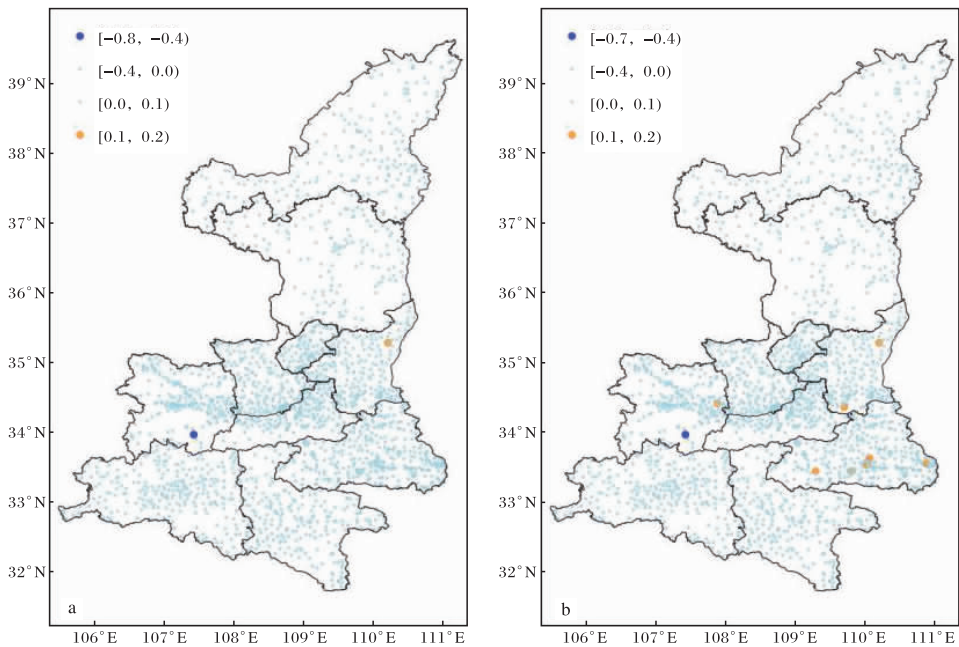 [−0.8, −0.4)
[−0.4, 0.0)
[0.0, 0.1)
[0.1, 0.2)
39°N
38°N
37°N
36°N
35°N
34°N
33°N
32°N
a
106°E 107°E 108°E 109°E 110°E 111°E
[−0.7, −0.4)
[−0.4, 0.0)
[0.0, 0.1)
[0.1, 0.2)
39°N
38°N
37°N
36°N
35°N
34°N
33°N
32°N
b
106°E 107°E 108°E 109°E 110°E 111°E